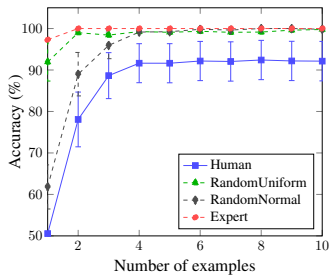 100
90
80
70
60
50
2
4
6
8
10
Accuracy (%)
Number of examples
Human
RandomUniform
RandomNormal
Expert